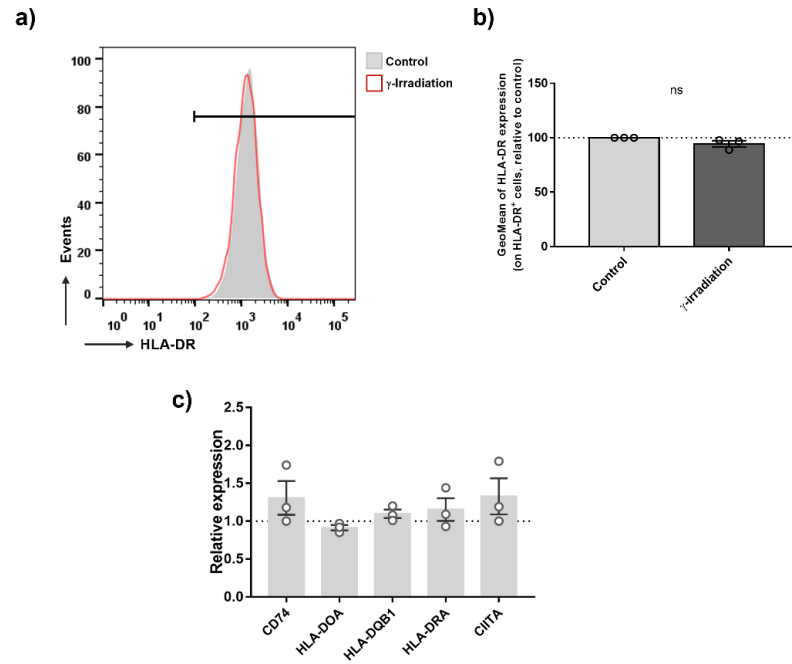 a)
100
80
60
40
20
0
Events
10^0 10^1 10^2 10^3 10^4 10^5
HLA-DR
Control
γ-Irradiation
b)
GeoMean of HLA-DR expression
(on HLA-DR⁺ cells, relative to control)
150
100
50
0
ns
Control
γ-irradiation
c)
Relative expression
2.5
2.0
1.5
1.0
0.5
0.0
CD74
HLA-DOA
HLA-DQB1
HLA-DRA
CIITA